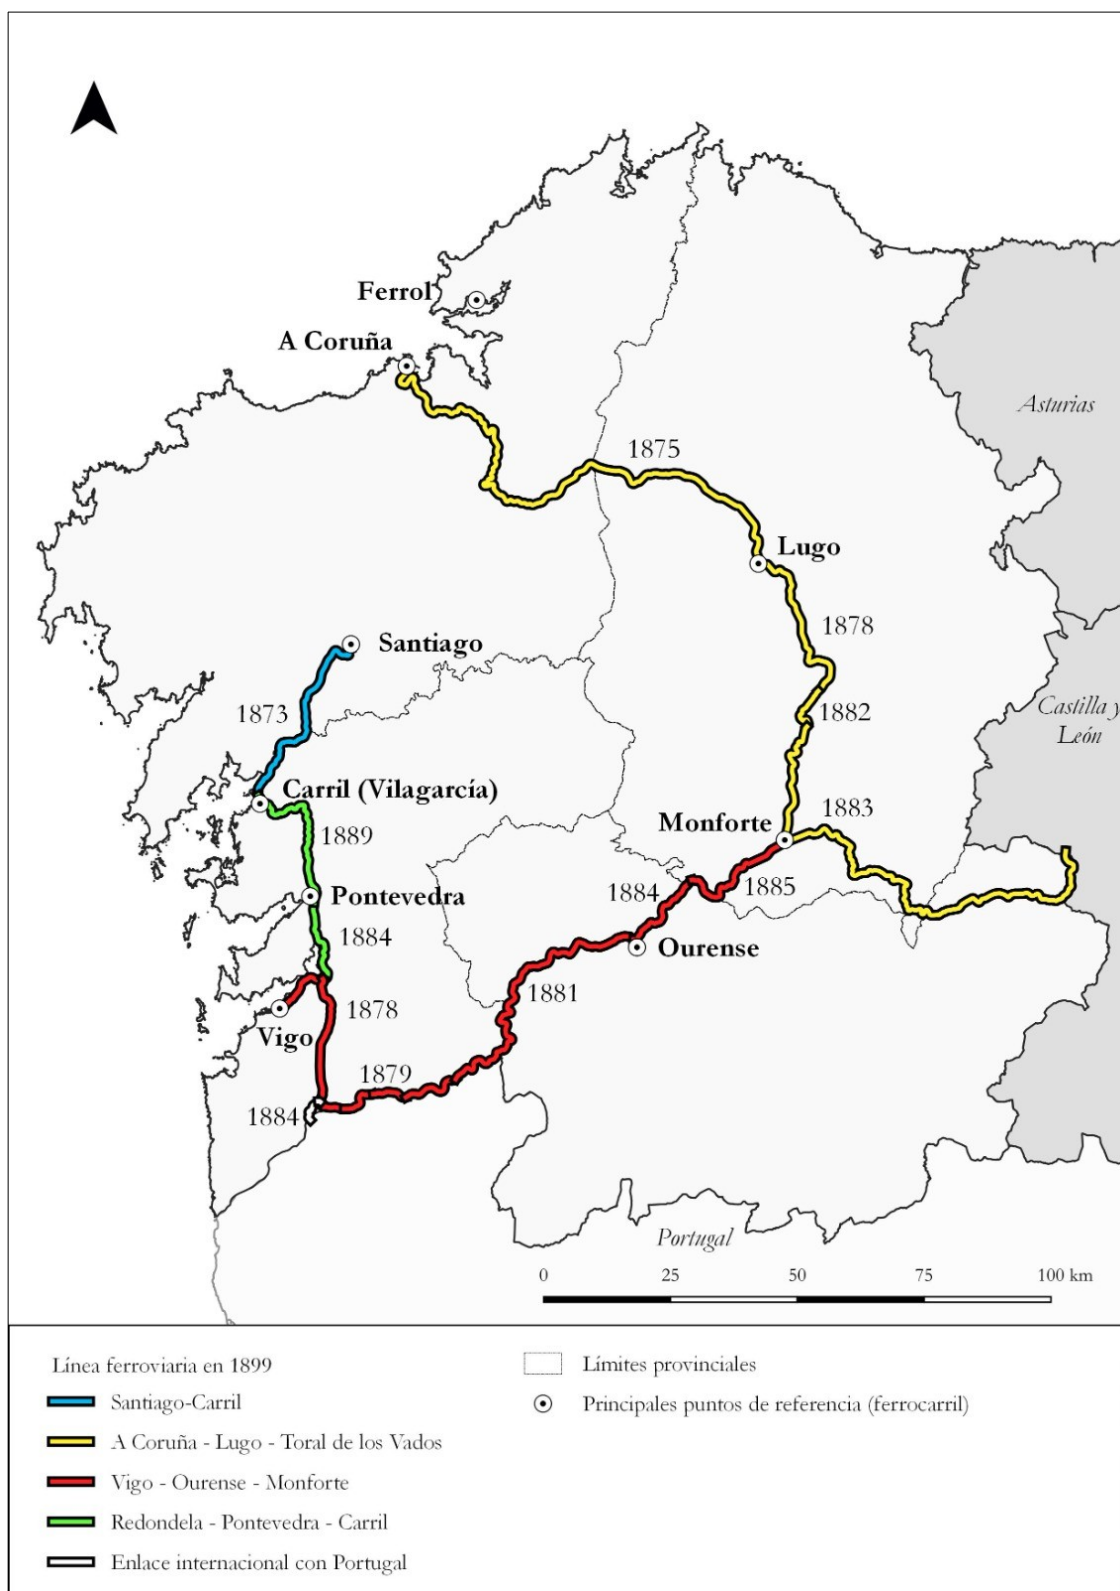 Ferrol
A Coruña
Asturias
1875
Lugo
1878
Santiago
1873
1882
Castilla y
León
Carril (Vilagarcía)
1883
Monforte
1889
1884
1885
Pontevedra
1884
Ourense
1881
1878
Vigo
1879
1884
Portugal
0 25 50 75 100 km
Línea ferroviaria en 1899
Santiago-Carril
A Coruña - Lugo - Toral de los Vados
Vigo - Ourense - Monforte
Redondela - Pontevedra - Carril
Enlace internacional con Portugal
Límites provinciales
Principales puntos de referencia (ferrocarril)